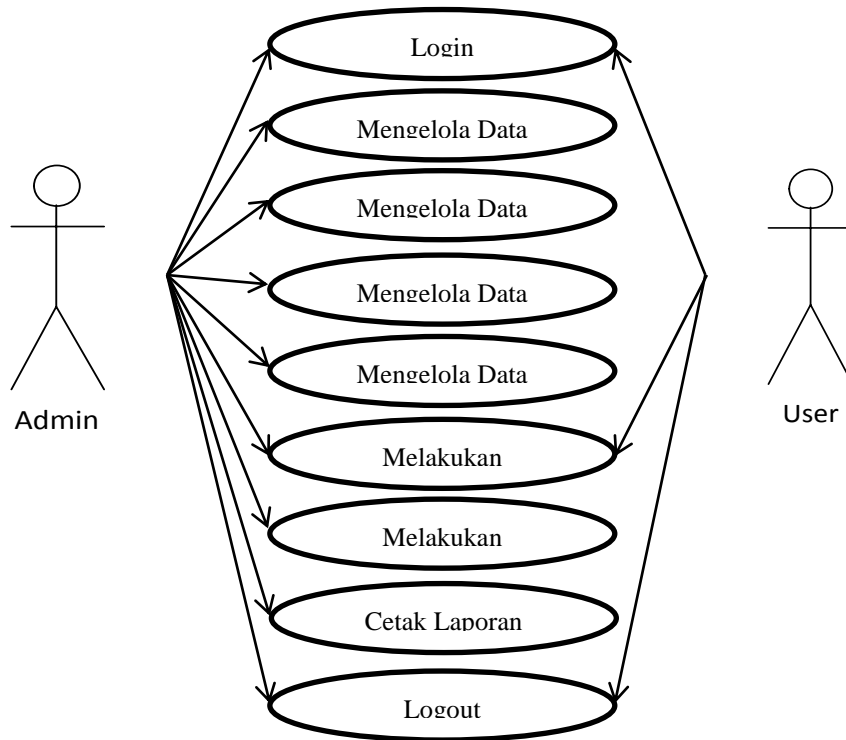 Login
Mengelola Data
Mengelola Data
Mengelola Data
Mengelola Data
Admin
User
Melakukan
Melakukan
Cetak Laporan
Logout